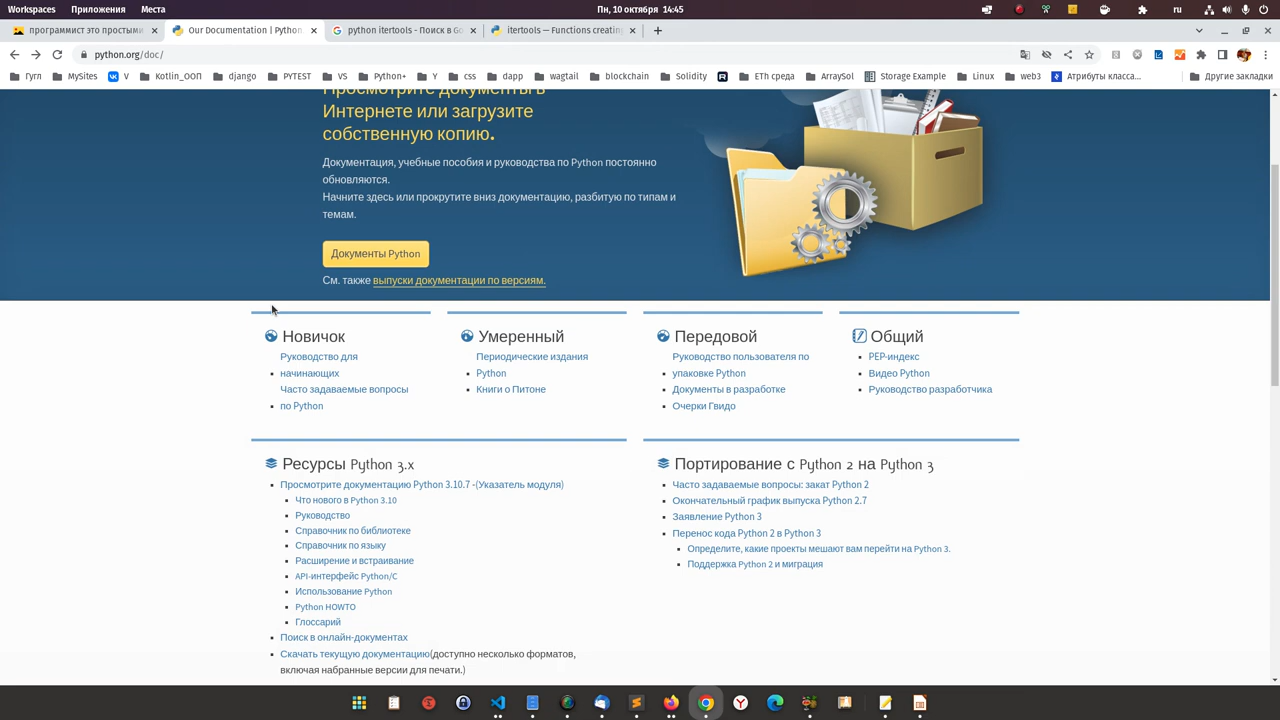 Workspaces Приложения Места Пн, 10 октября 14:45 ru
программист это простыми Our Documentation | Python. python itertools - Поиск в Go itertools — Functions creating
python.org/doc/
Гугл MySites V Kotlin_ООП django PYTEST VS Python+ Y css dapp wagtail blockchain Solidity ETh среда ArraySol Storage Example Linux web3 Атрибуты класса... Другие закладки
Просмотрите документы в
Интернете или загрузите
собственную копию.
Документация, учебные пособия и руководства по Python постоянно
обновляются.
Начните здесь или прокрутите вниз документацию, разбитую по типам и
темам.
Документы Python
См. также выпуски документации по версиям.
Новичок
Руководство для
начинающих
Часто задаваемые вопросы
по Python
Умеренный
Периодические издания
Python
Книги о Питоне
Передовой
Руководство пользователя по
упаковке Python
Документы в разработке
Очерки Гвидо
Общий
PEP-индекс
Видео Python
Руководство разработчика
Ресурсы Python 3.x
Просмотрите документацию Python 3.10.7 -(Указатель модуля)
Что нового в Python 3.10
Руководство
Справочник по библиотеке
Справочник по языку
Расширение и встраивание
API-интерфейс Python/C
Использование Python
Python HOWTO
Глоссарий
Поиск в онлайн-документах
Скачать текущую документацию(доступно несколько форматов,
включая набранные версии для печати.)
Портирование с Python 2 на Python 3
Часто задаваемые вопросы: закат Python 2
Окончательный график выпуска Python 2.7
Заявление Python 3
Перенос кода Python 2 в Python 3
Определите, какие проекты мешают вам перейти на Python 3.
Поддержка Python 2 и миграция